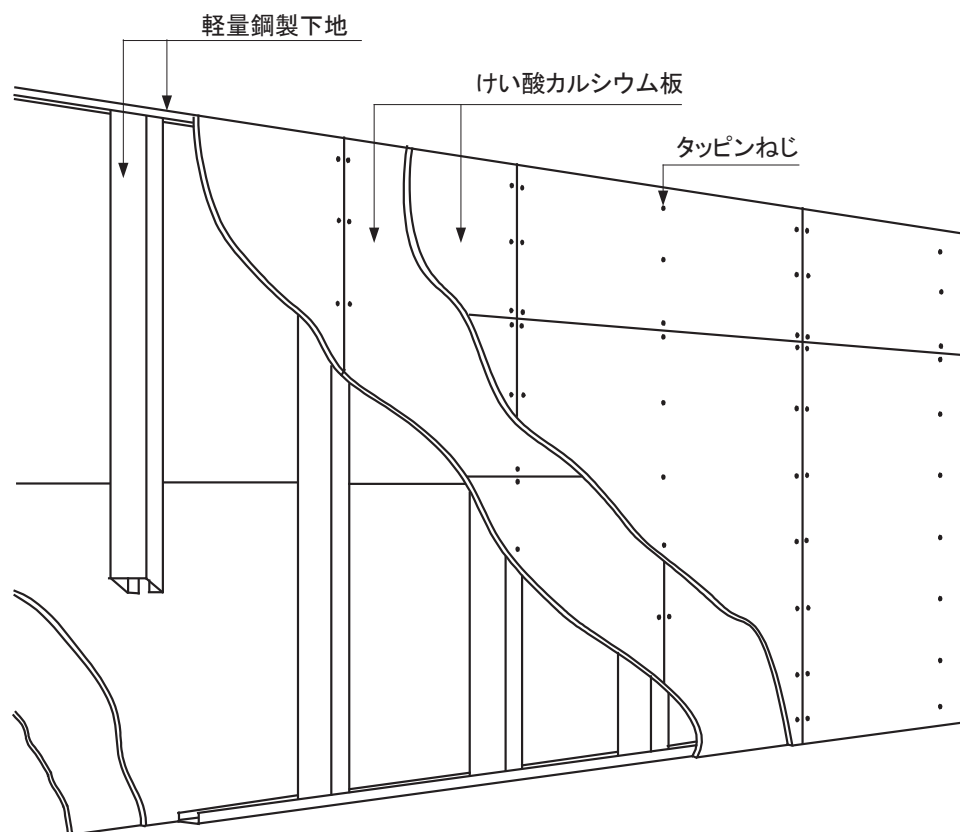 軽量鋼製下地
けい酸カルシウム板
タッピンねじ